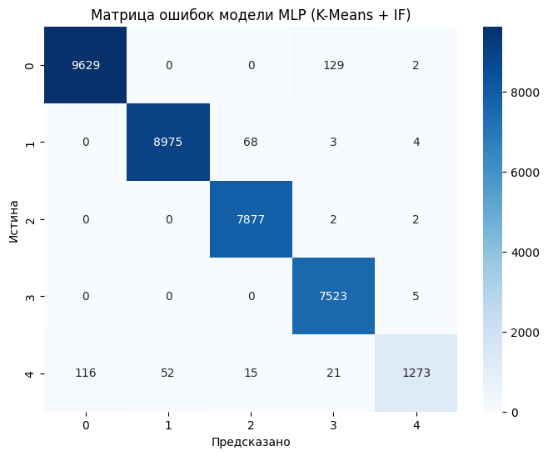 Матрица ошибок модели MLP (K-Means + IF)
Истина
0 9629 0 0 129 2
1 0 8975 68 3 4
2 0 0 7877 2 2
3 0 0 0 7523 5
4 116 52 15 21 1273
0 1 2 3 4
Предсказано
8000
6000
4000
2000
0